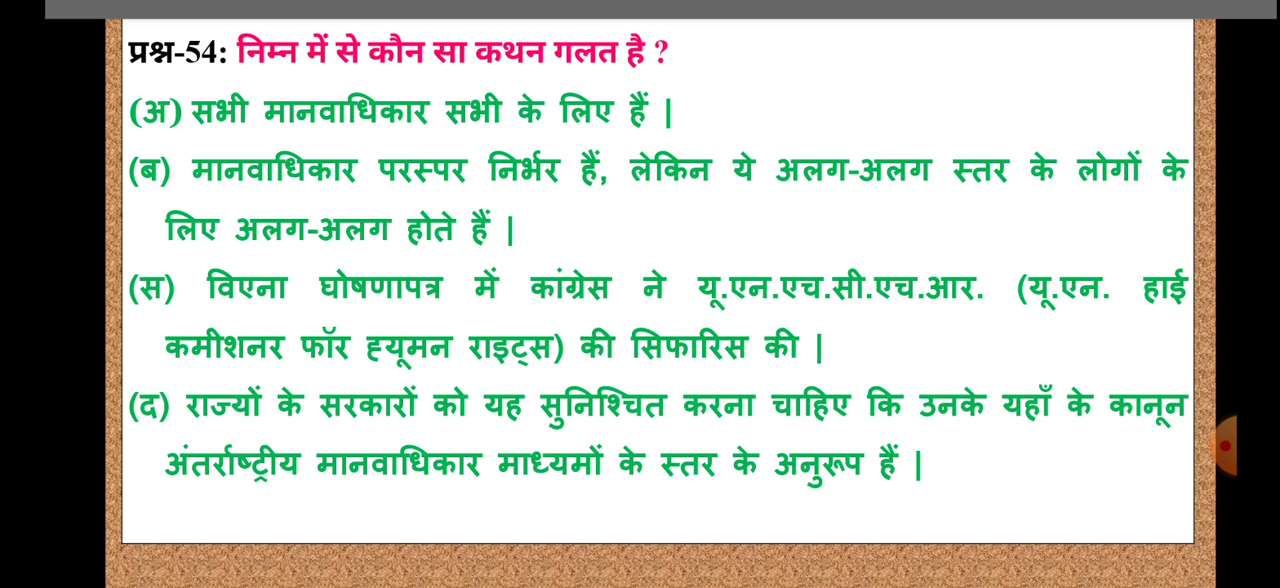 प्रश्न-54: निम्न में से कौन सा कथन गलत है ?
(अ) सभी मानवाधिकार सभी के लिए हैं |
(ब) मानवाधिकार परस्पर निर्भर हैं, लेकिन ये अलग-अलग स्तर के लोगों के
लिए अलग-अलग होते हैं |
(स) विएना घोषणापत्र में कांग्रेस ने यू.एन.एच.सी.एच.आर. (यू.एन. हाई
कमीशनर फॉर ह्यूमन राइट्स) की सिफारिस की |
(द) राज्यों के सरकारों को यह सुनिश्चित करना चाहिए कि उनके यहाँ के कानून
अंतर्राष्ट्रीय मानवाधिकार माध्यमों के स्तर के अनुरूप हैं |